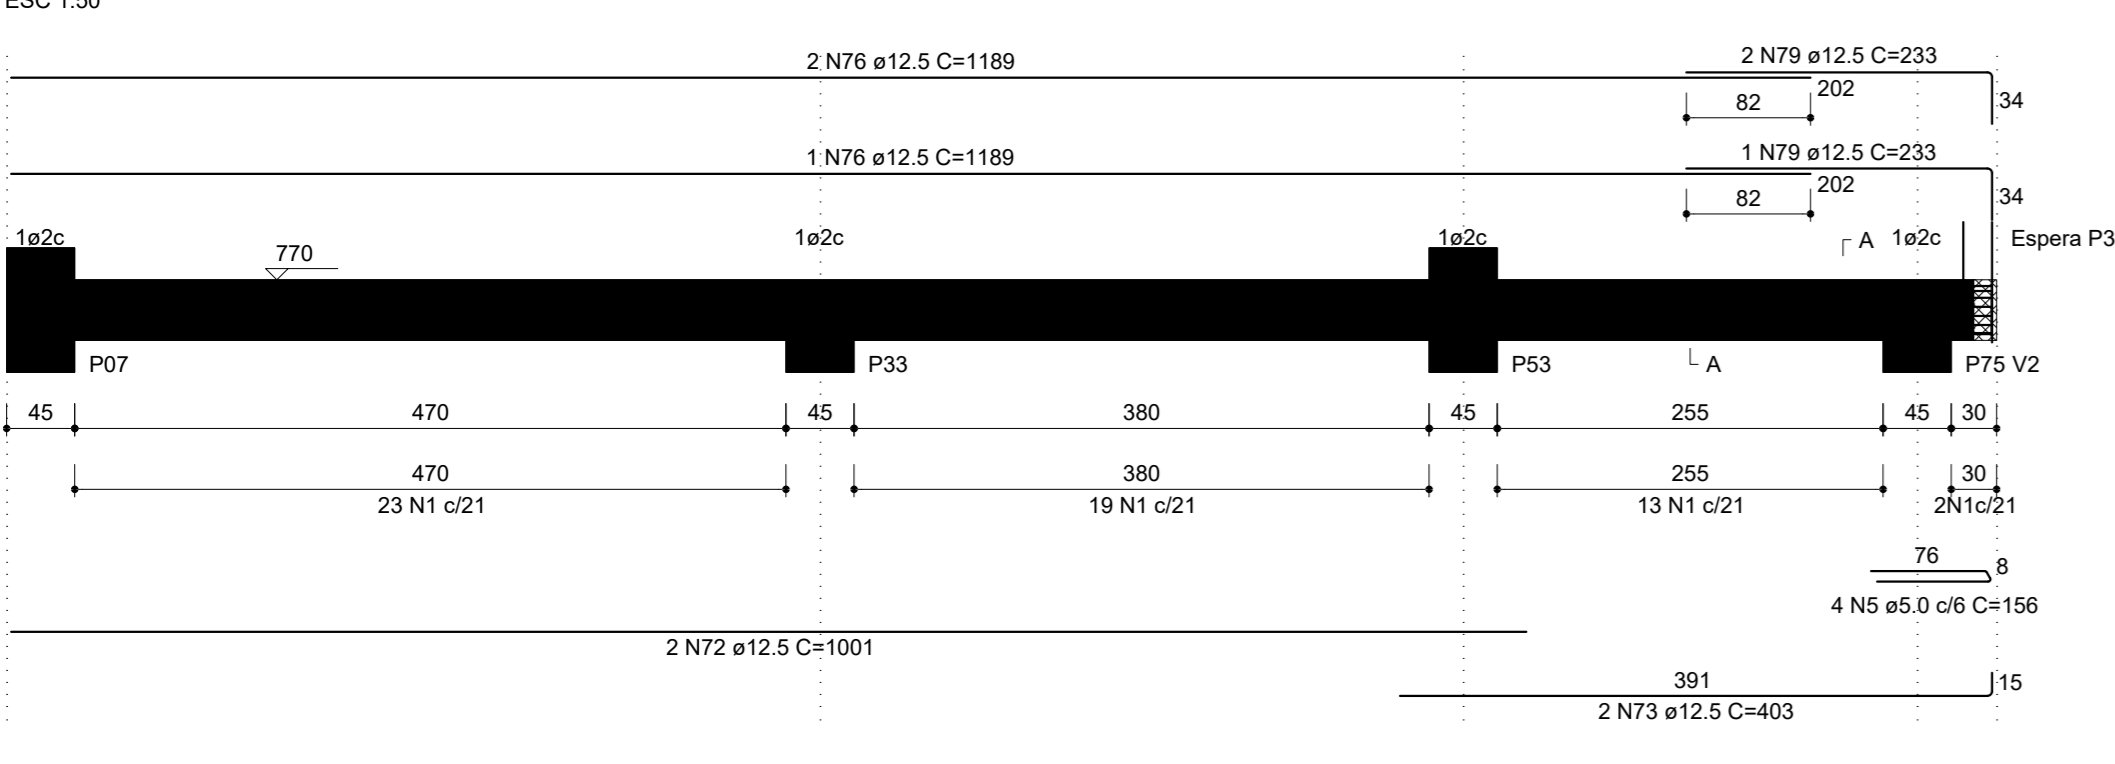 ESC 1:50
2 N76 ø12.5 C=1189
2 N79 ø12.5 C=233
202
82
34
1 N76 ø12.5 C=1189
1 N79 ø12.5 C=233
202
82
34
1ø2c
770
1ø2c
1ø2c
A
1ø2c
Espera P3
P07
P33
P53
A
P75 V2
45
470
45
380
45
255
45
30
470
380
255
30
23 N1 c/21
19 N1 c/21
13 N1 c/21
2N1c/21
76
8
4 N5 ø5.0 c/6 C=156
2 N72 ø12.5 C=1001
391
15
2 N73 ø12.5 C=403